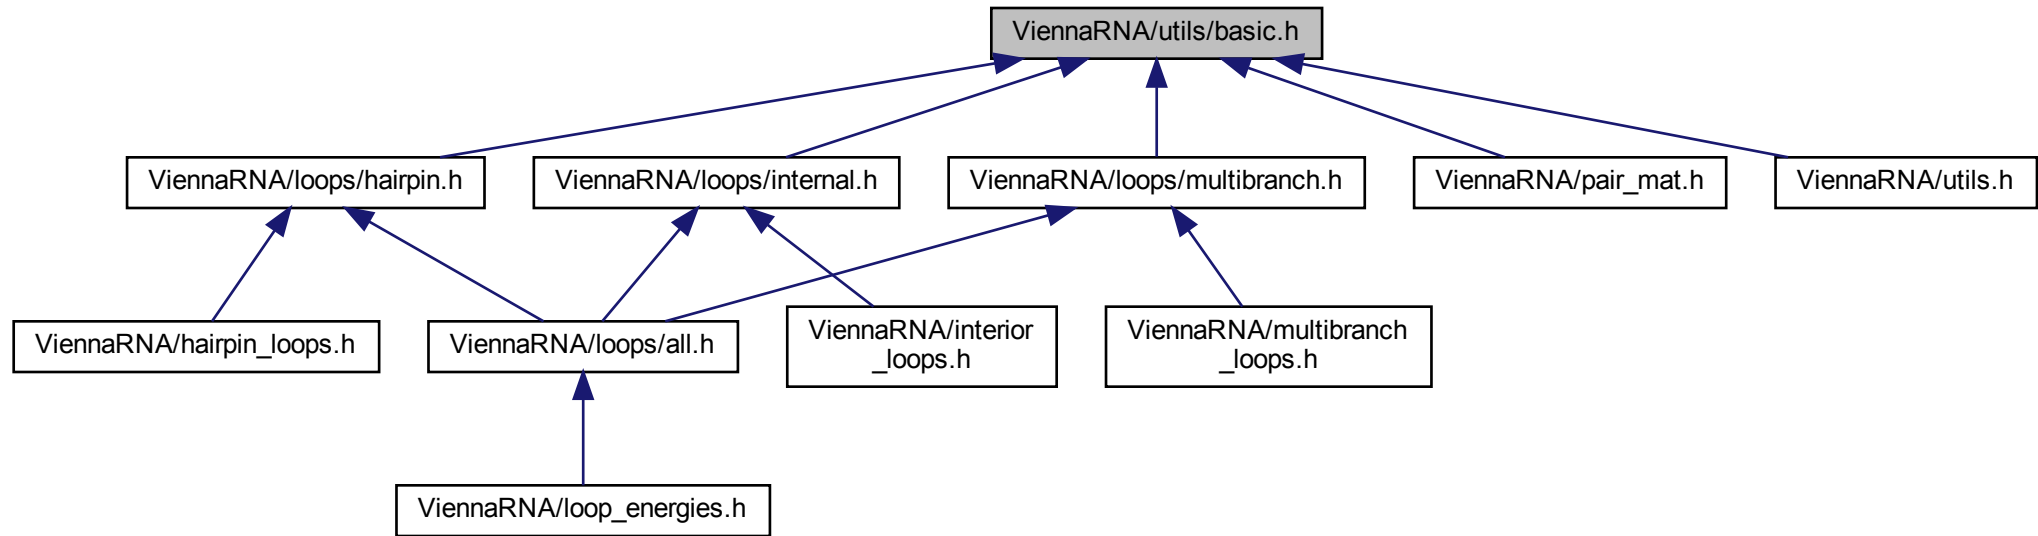 ViennaRNA/utils/basic.h
ViennaRNA/loops/hairpin.h
ViennaRNA/loops/internal.h
ViennaRNA/loops/multibranch.h
ViennaRNA/pair_mat.h
ViennaRNA/utils.h
ViennaRNA/hairpin_loops.h
ViennaRNA/loops/all.h
ViennaRNA/interior
_loops.h
ViennaRNA/multibranch
_loops.h
ViennaRNA/loop_energies.h